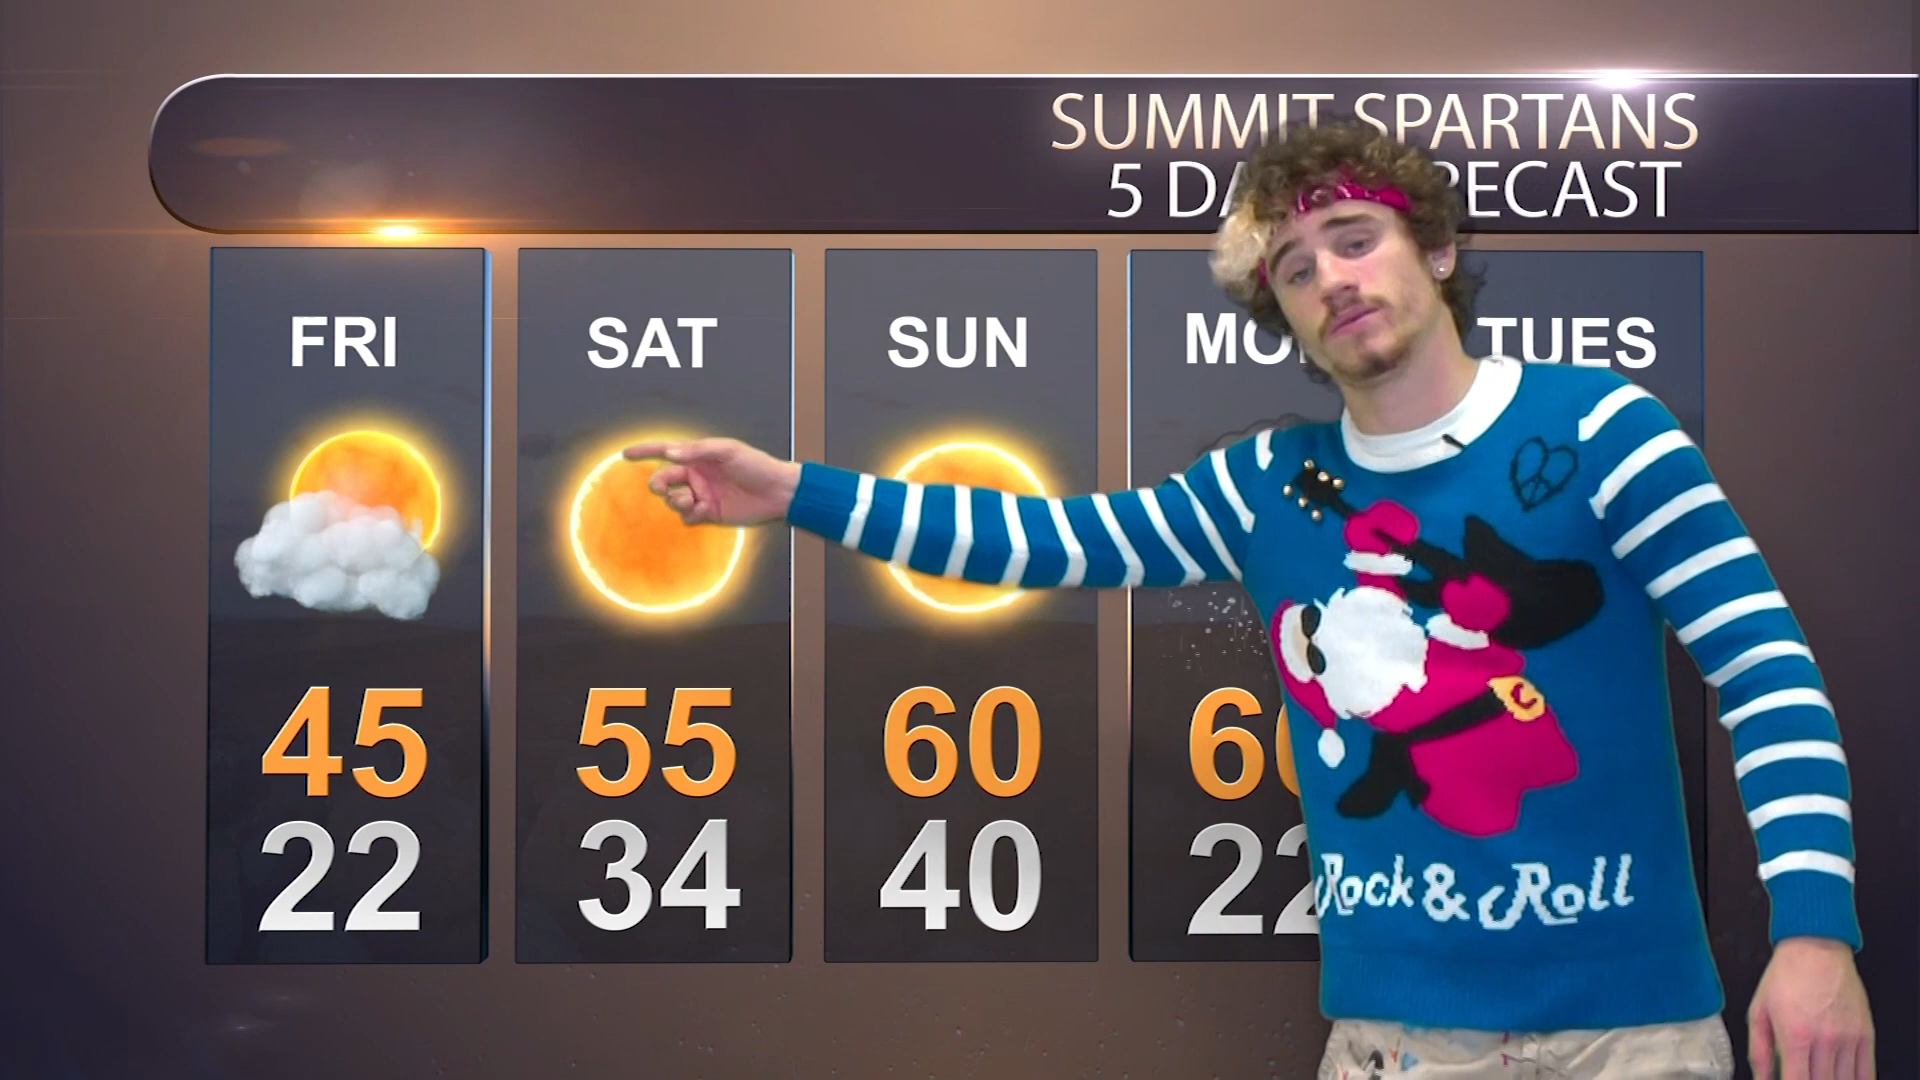 SUMMIT SPARTANS
5 DA RECAST
FRI SAT SUN MO TUES
45 55 60 6
22 34 40 22
Rock & Roll